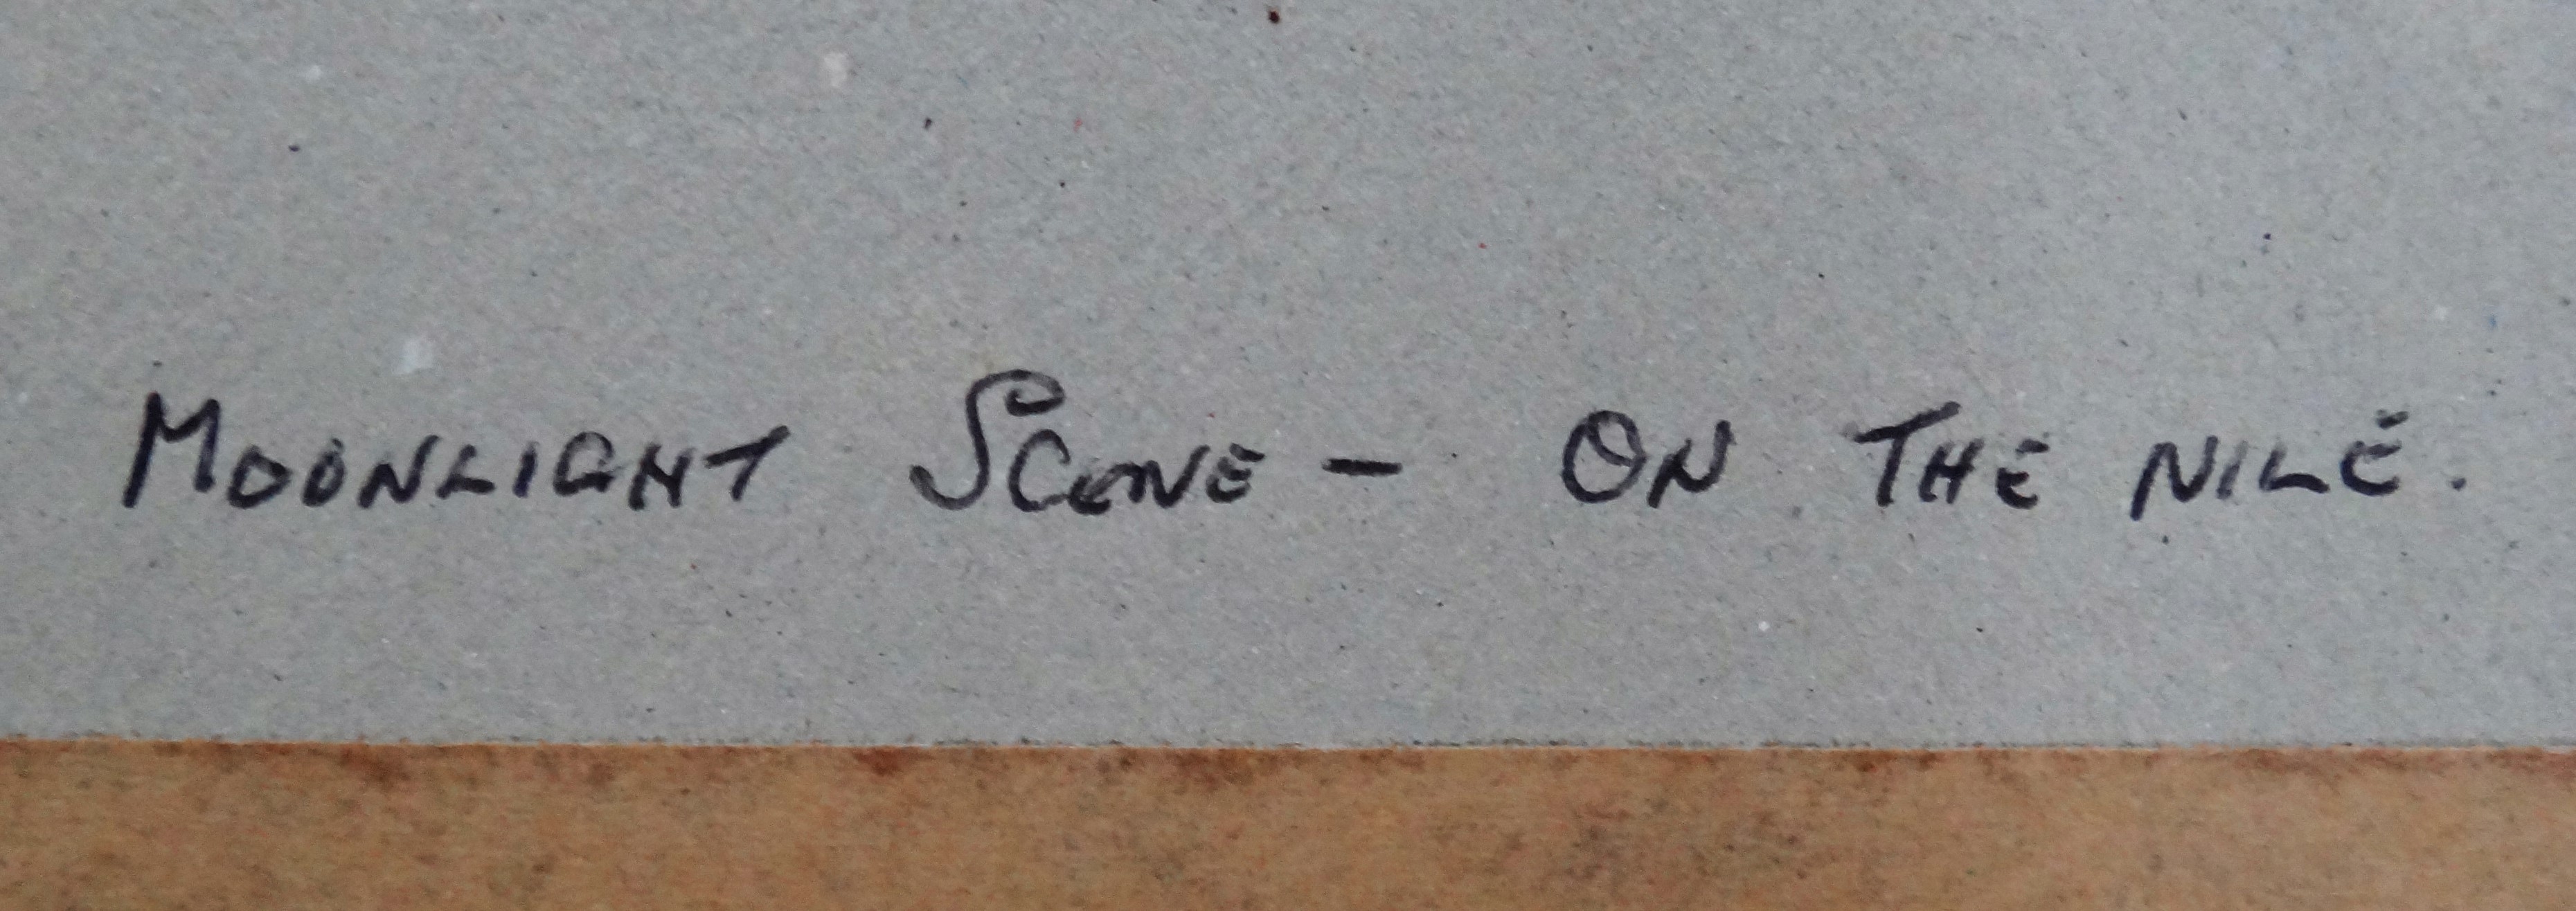 MOONLIGHT SCENE - ON THE NILE.